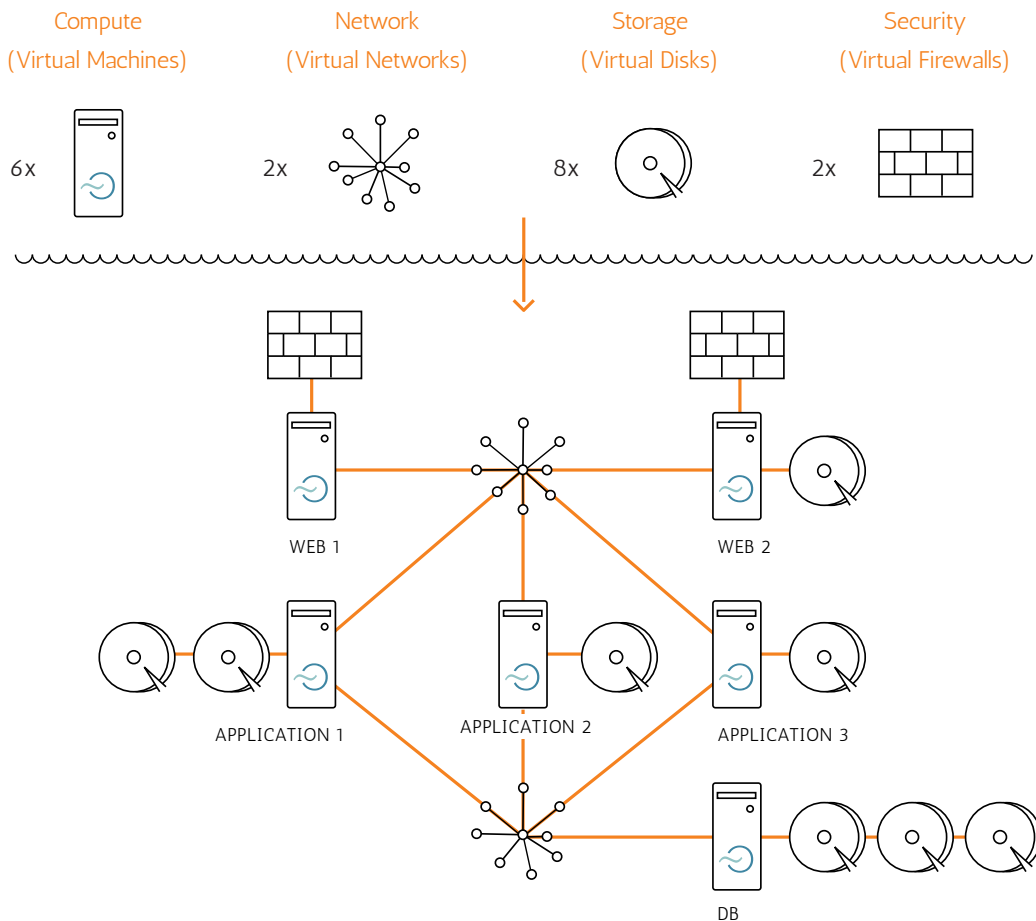 Compute
(Virtual Machines)
Network
(Virtual Networks)
Storage
(Virtual Disks)
Security
(Virtual Firewalls)
6x
2x
8x
2x
WEB 1
WEB 2
APPLICATION 1
APPLICATION 2
APPLICATION 3
DB